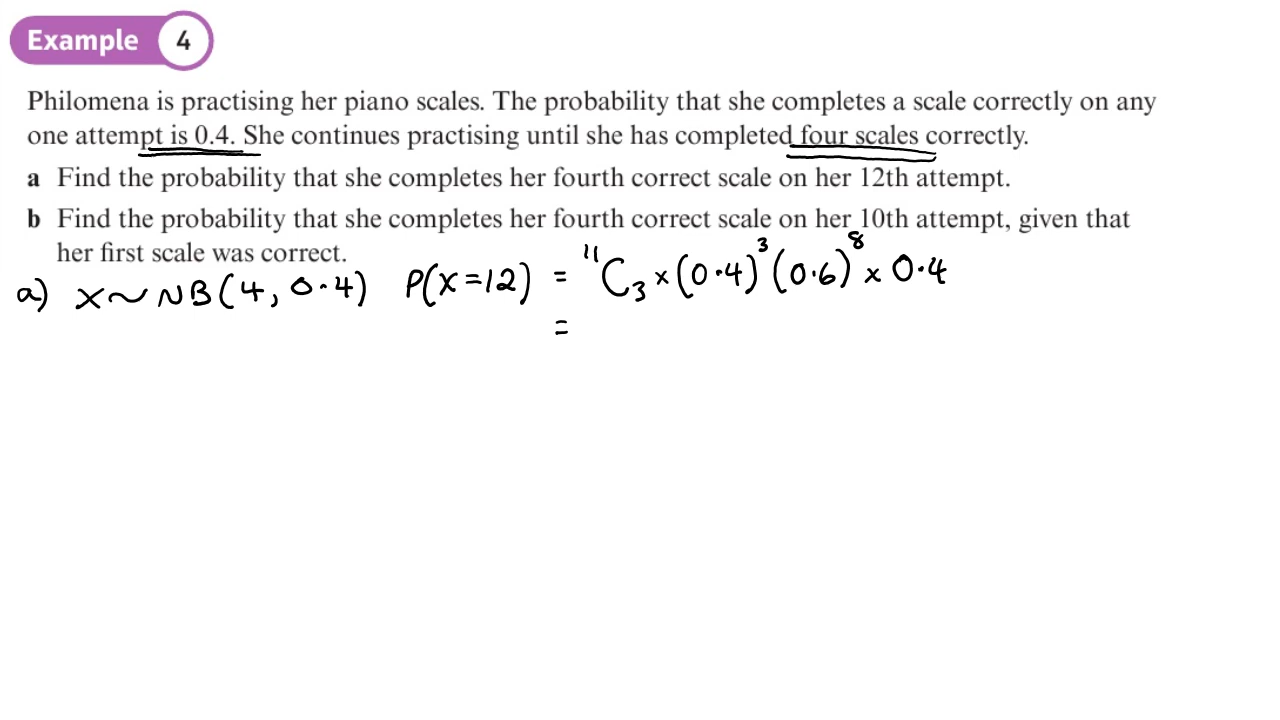 Example 4
Philomena is practising her piano scales. The probability that she completes a scale correctly on any
one attempt is 0.4. She continues practising until she has completed four scales correctly.
a Find the probability that she completes her fourth correct scale on her 12th attempt.
b Find the probability that she completes her fourth correct scale on her 10th attempt, given that
her first scale was correct.
a) X~NB(4, 0.4) P(X=12) = ¹¹C₃ × (0.4)³ (0.6)⁸ × 0.4
=